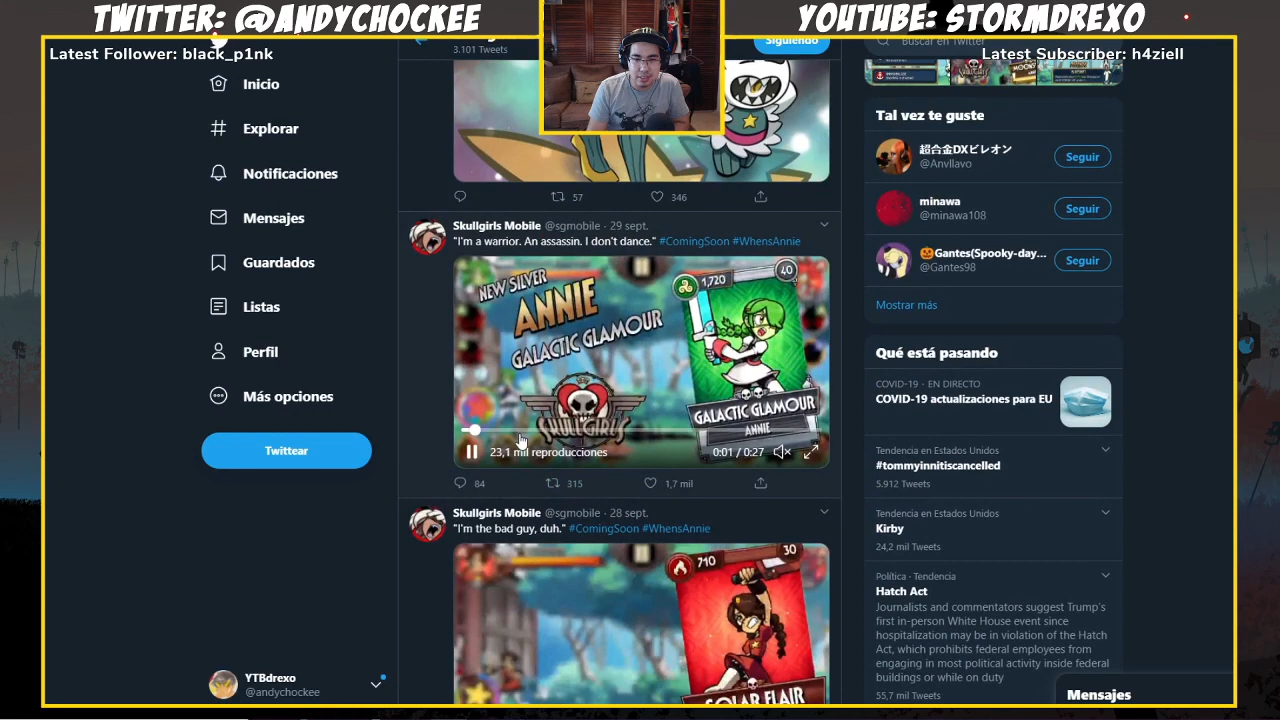 TWITTER: @ANDYCHOCKEE
YOUTUBE: STORMDREXO
Latest Follower: black_p1nk
Latest Subscriber: h4ziell
3.101 Tweets
Siguiendo
Buscar en Twitter
Inicio
Explorar
Notificaciones
Mensajes
Guardados
Listas
Perfil
Más opciones
Twittear
YTBdrexo
@andychockee
57
346
Skullgirls Mobile @sgmobile · 29 sept.
"I'm a warrior. An assassin. I don't dance." #ComingSoon #WhensAnnie
NEW SILVER
ANNIE
GALACTIC GLAMOUR
SKULLGIRLS
1,720
40
GALACTIC GLAMOUR
ANNIE
23,1 mil reproducciones
0:01 / 0:27
84
315
1,7 mil
Skullgirls Mobile @sgmobile · 28 sept.
"I'm the bad guy, duh." #ComingSoon #WhensAnnie
710
30
SOLAR FLAIR
Tal vez te guste
超合金DXビレオン
@Anvllavo
Seguir
minawa
@minawa108
Seguir
🎃Gantes(Spooky-day...
@Gantes98
Seguir
Mostrar más
Qué está pasando
COVID-19 · EN DIRECTO
COVID-19 actualizaciones para EU
Tendencia en Estados Unidos
#tommyinnitiscancelled
5.912 Tweets
Tendencia en Estados Unidos
Kirby
24,2 mil Tweets
Política · Tendencia
Hatch Act
Journalists and commentators suggest Trump's
first in-person White House event since
hospitalization may be in violation of the Hatch
Act, which prohibits federal employees from
engaging in most political activity inside federal
buildings or while on duty
55,7 mil Tweets
Mensajes